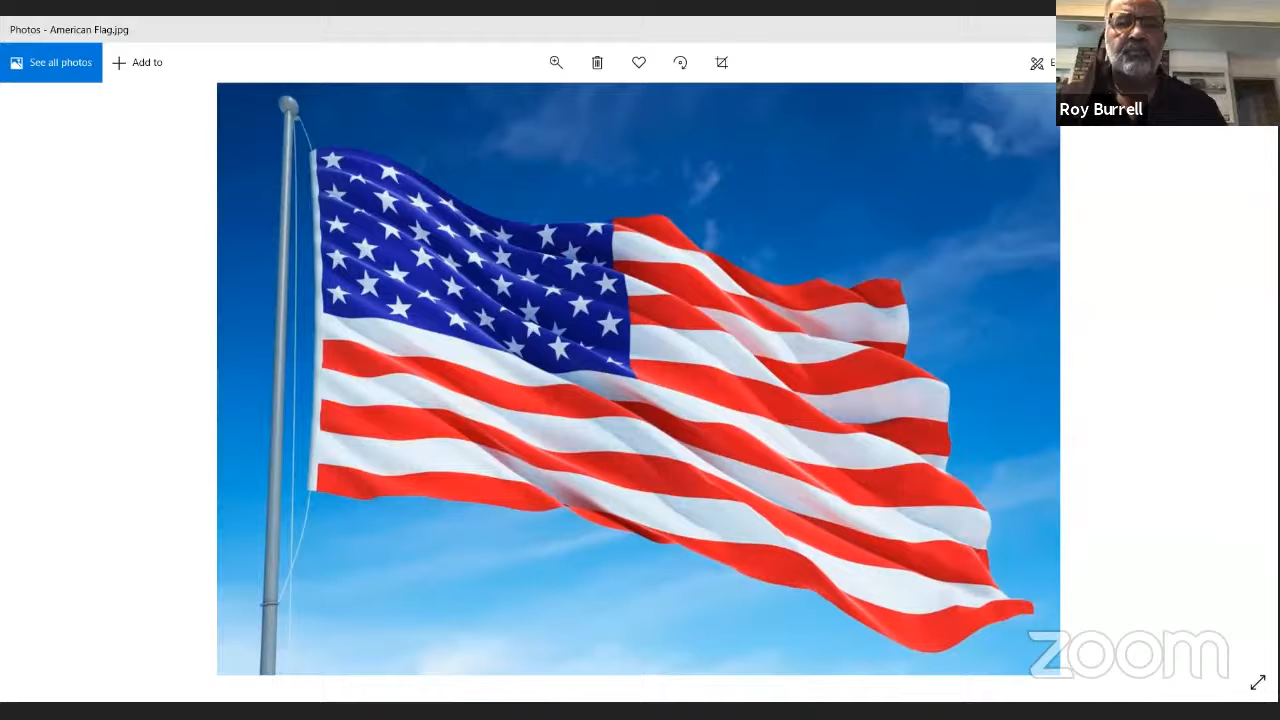 Photos - American Flag.jpg
See all photos
Add to
E
Roy Burrell
zoom